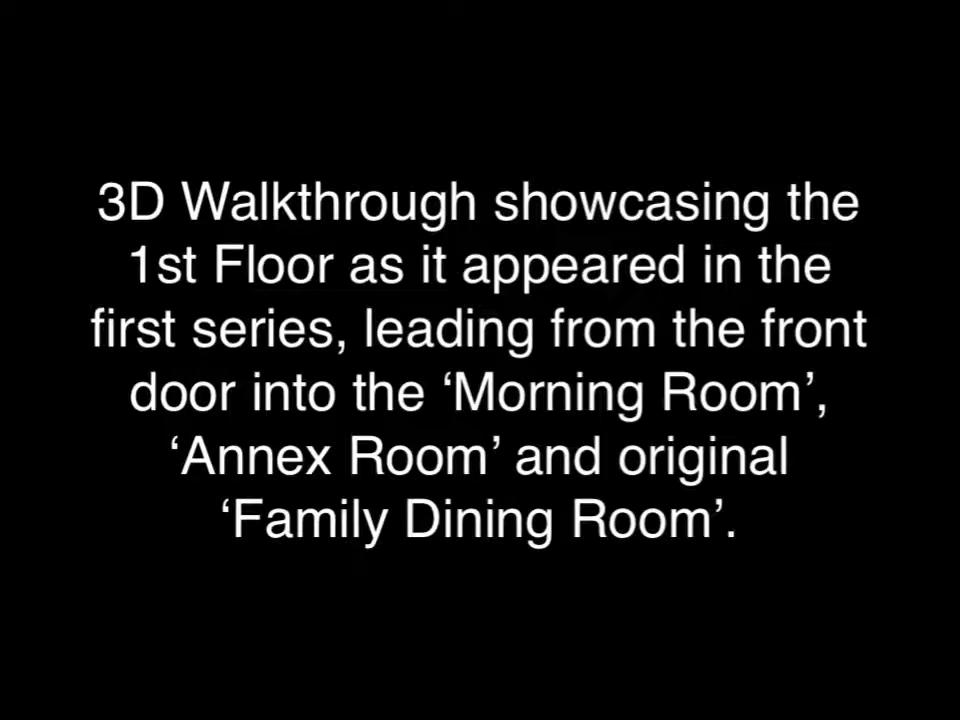 3D Walkthrough showcasing the
1st Floor as it appeared in the
first series, leading from the front
door into the ‘Morning Room’,
‘Annex Room’ and original
‘Family Dining Room’.